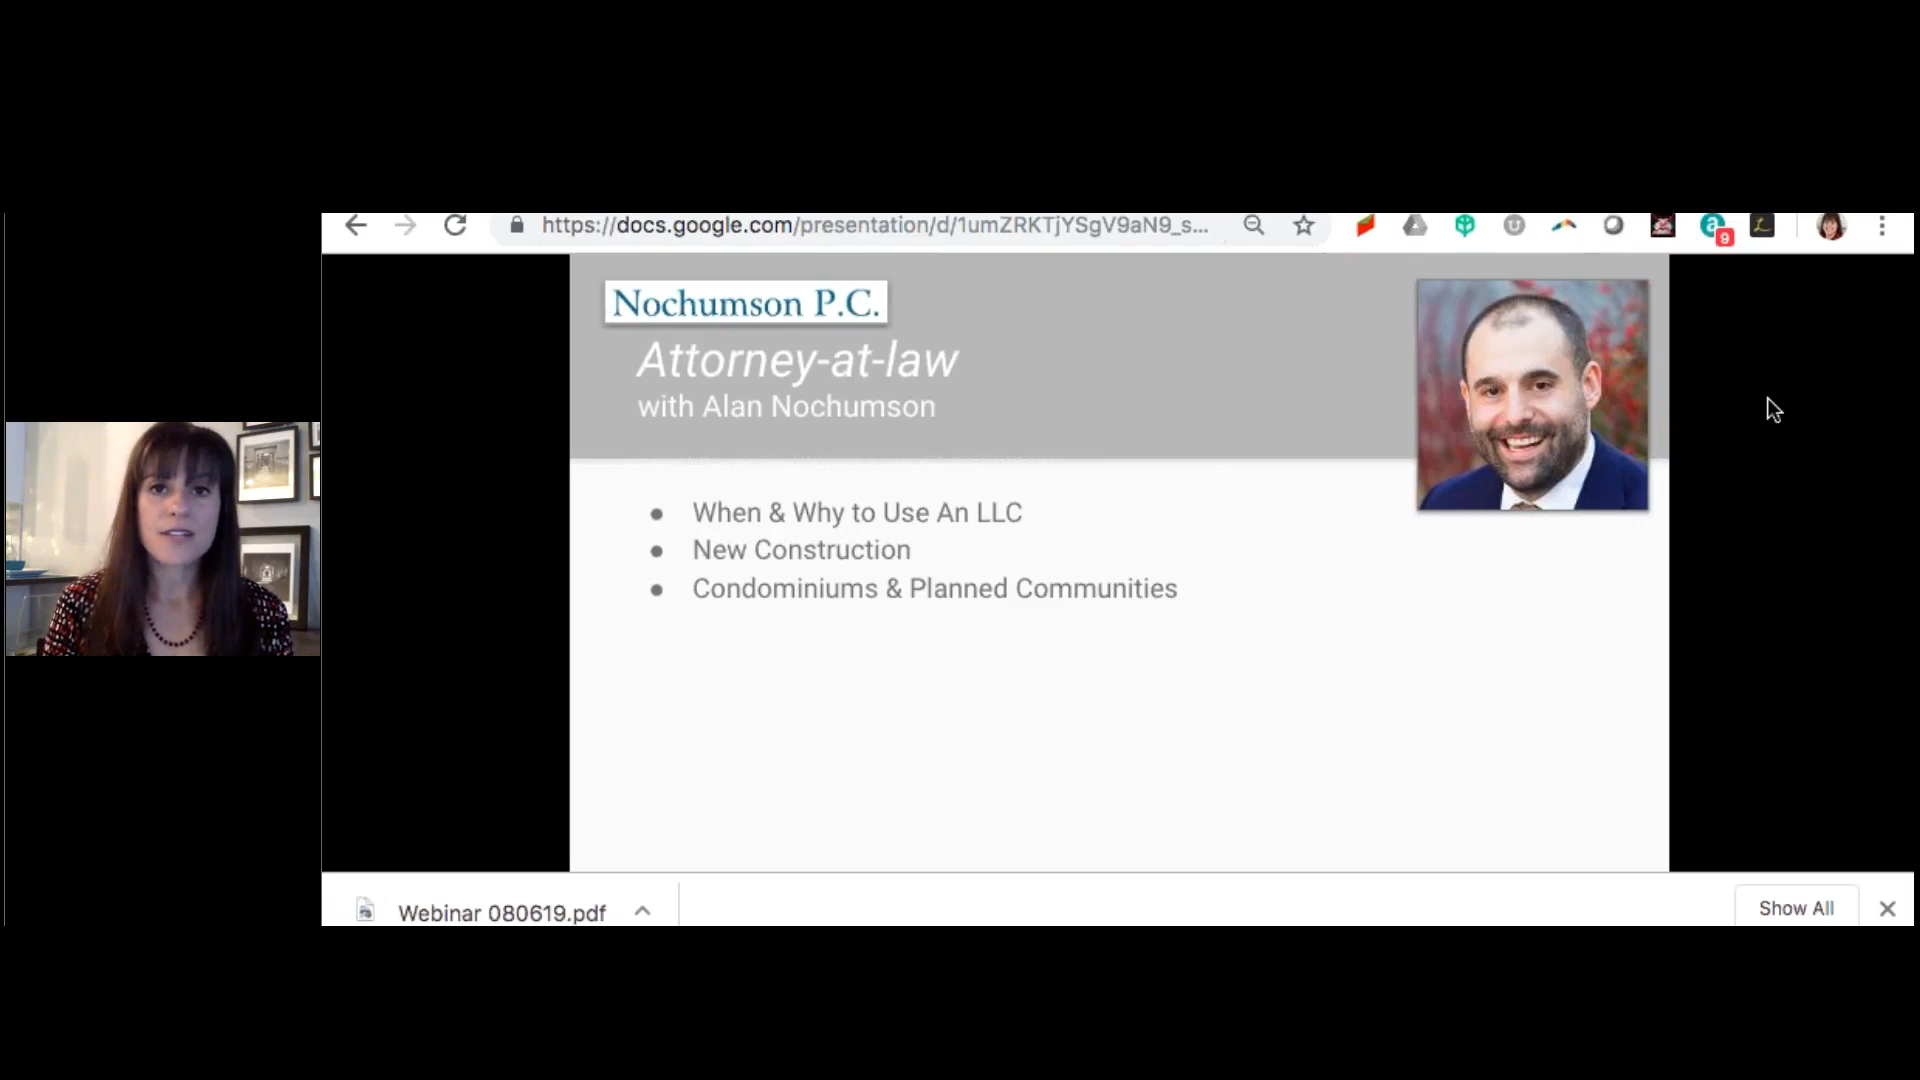 https://docs.google.com/presentation/d/1umZRKTjYSgV9aN9_s...
9
Nochumson P.C.
Attorney-at-law
with Alan Nochumson
● When & Why to Use An LLC
● New Construction
● Condominiums & Planned Communities
Webinar 080619.pdf
Show All